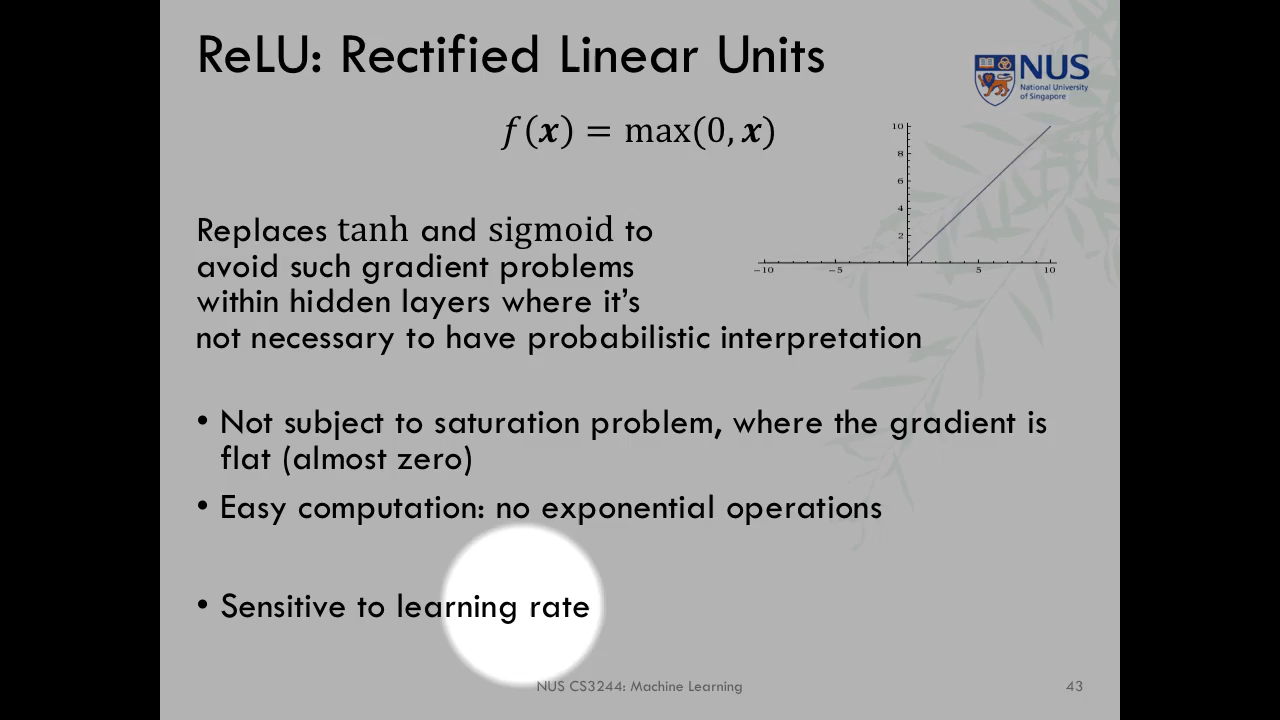 ReLU: Rectified Linear Units
NUS
National University
of Singapore
f(x) = max(0, x)
10
8
6
4
2
−10 −5 5 10
Replaces tanh and sigmoid to
avoid such gradient problems
within hidden layers where it’s
not necessary to have probabilistic interpretation
• Not subject to saturation problem, where the gradient is
flat (almost zero)
• Easy computation: no exponential operations
• Sensitive to learning rate
NUS CS3244: Machine Learning 43